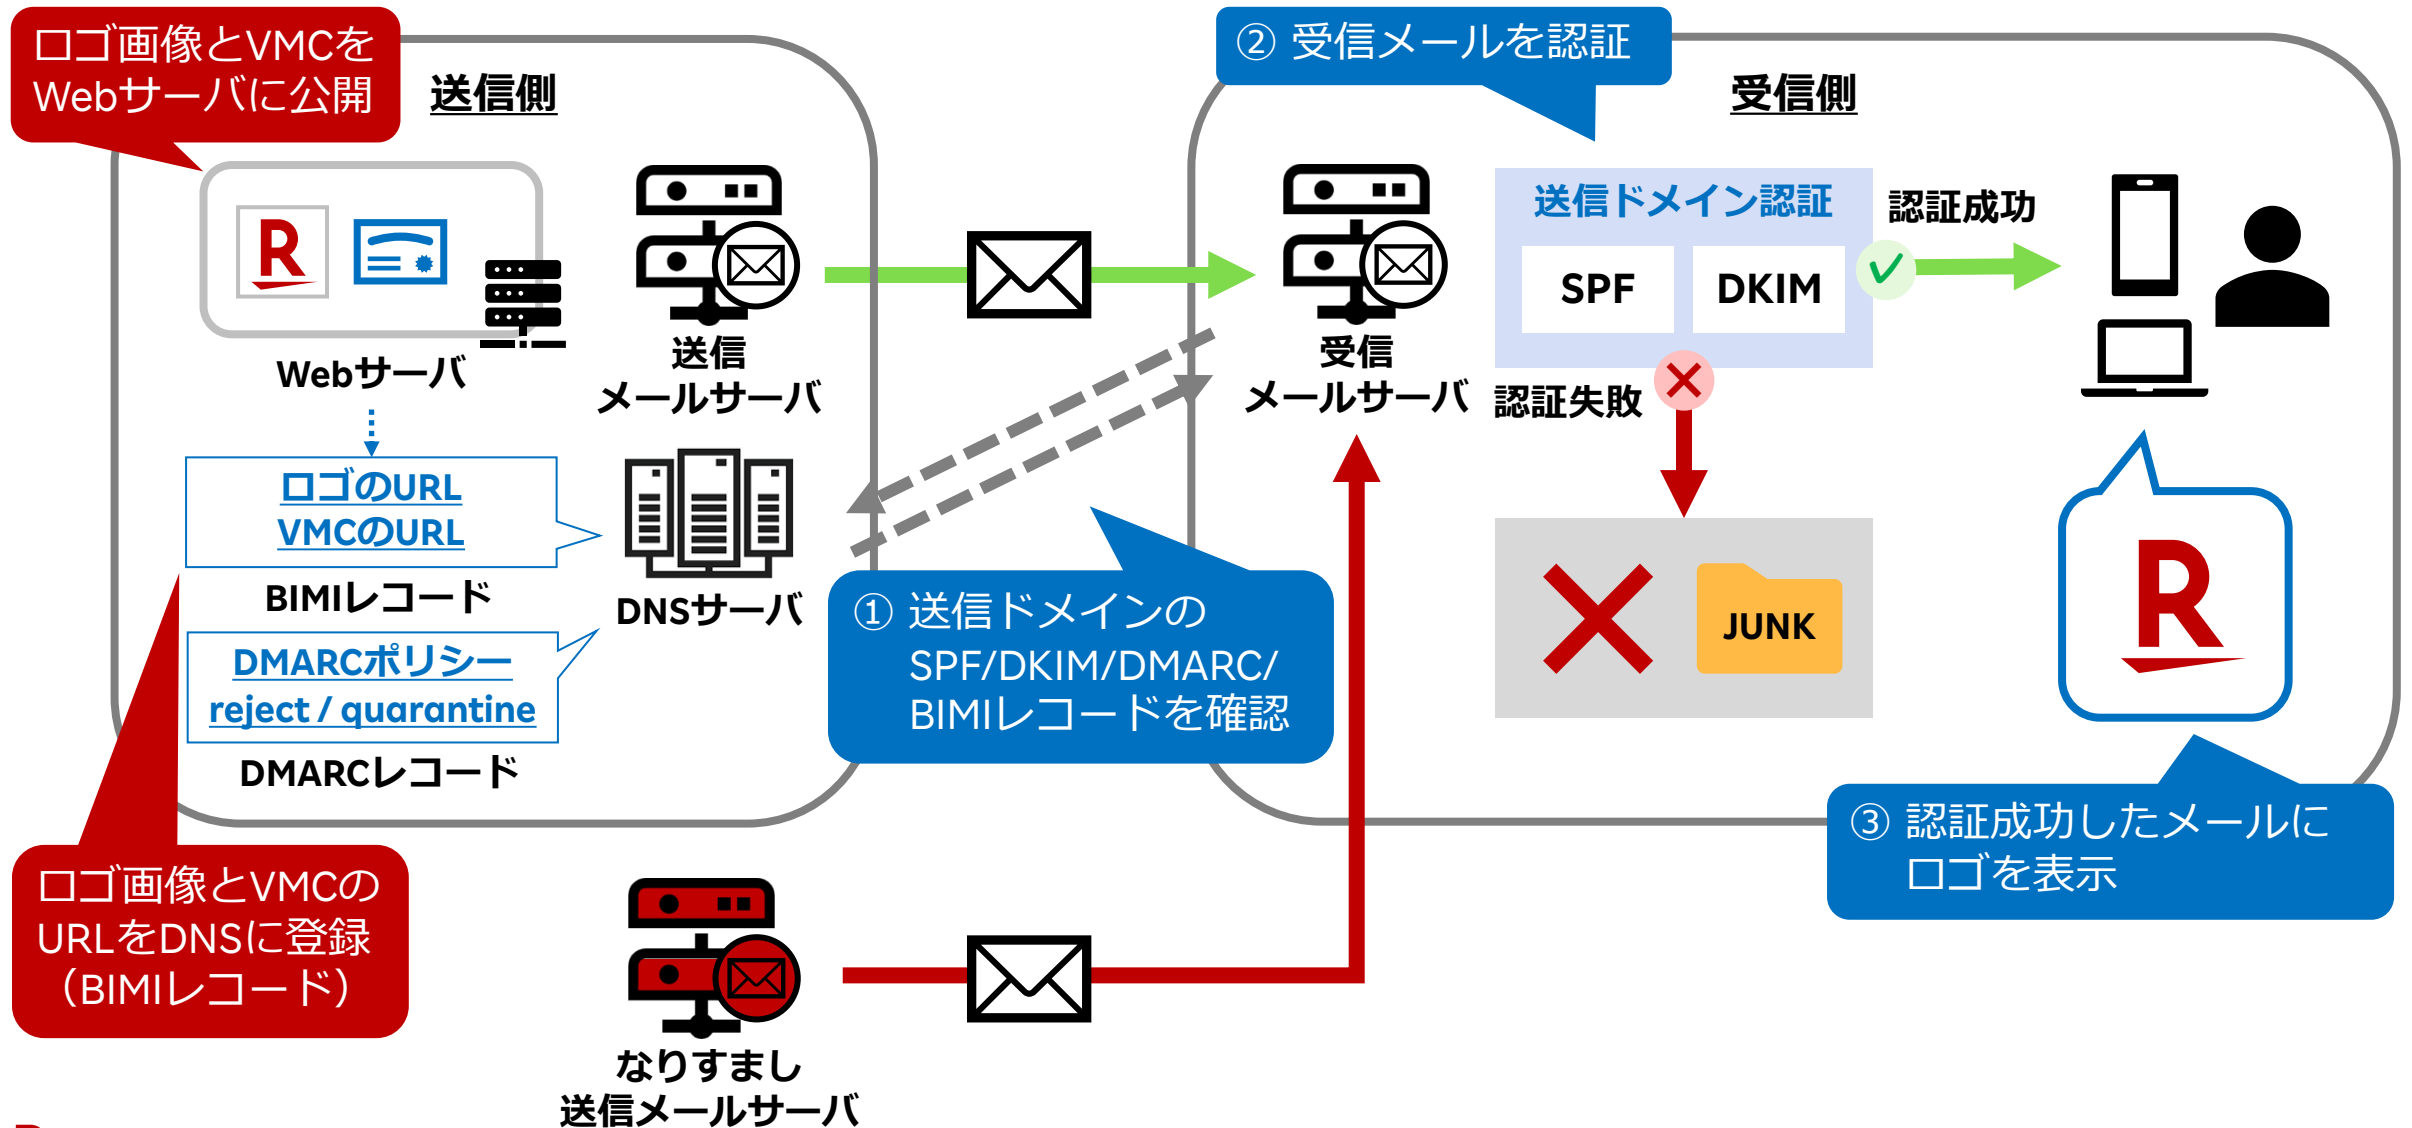 ロゴ画像とVMCを
Webサーバに公開
送信側
② 受信メールを認証
受信側
R
Webサーバ
送信
メールサーバ
受信
メールサーバ
送信ドメイン認証
SPF
DKIM
認証成功
認証失敗
ロゴのURL
VMCのURL
BIMIレコード
DNSサーバ
DMARCポリシー
reject / quarantine
DMARCレコード
① 送信ドメインの
SPF/DKIM/DMARC/
BIMIレコードを確認
JUNK
R
③ 認証成功したメールに
ロゴを表示
ロゴ画像とVMCの
URLをDNSに登録
（BIMIレコード）
なりすまし
送信メールサーバ